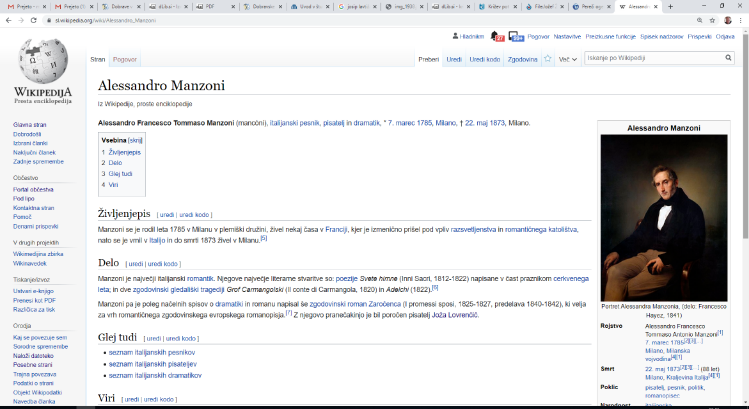 sl.wikipedia.org/wiki/Alessandro_Manzoni
Hladnikm
Pogovor Nastavitve Preizkusne funkcije Spisek nadzorov Prispevki Odjava
Stran Pogovor
Preberi Uredi Uredi kodo Zgodovina Več
Iskanje po Wikipediji
WIKIPEDIJA
Prosta enciklopedija
Glavna stran
Dobrodošli
Izbrani članki
Naključni članek
Zadnje spremembe
Občestvo
Portal občestva
Pod lipo
Kontaktna stran
Pomoč
Denarni prispevki
V drugih projektih
Wikimedijina zbirka
Wikinavedek
Tiskanje/izvoz
Ustvari e-knjigo
Prenesi kot PDF
Različica za tisk
Orodja
Kaj se povezuje sem
Sorodne spremembe
Naloži datoteko
Posebne strani
Trajna povezava
Podatki o strani
Objekt Wikipodatki
Navedba članka
Alessandro Manzoni
Iz Wikipedije, proste enciklopedije
Alessandro Francesco Tommaso Manzoni (mancóni), italijanski pesnik, pisatelj in dramatik, * 7. marec 1785, Milano, † 22. maj 1873, Milano.
Vsebina [skrij]
1 Življenjepis
2 Delo
3 Glej tudi
4 Viri
Življenjepis [ uredi | uredi kodo ]
Manzoni se je rodil leta 1785 v Milanu v plemiški družini, živel nekaj časa v Franciji, kjer je izmenično prišel pod vpliv razsvetljenstva in romantičnega katolištva,
nato se je vrnil v Italijo in do smrti 1873 živel v Milanu.[5]
Delo [ uredi | uredi kodo ]
Manzoni je največji italijanski romantik. Njegove največje literarne stvaritve so: poezije Svete himne (Inni Sacri, 1812-1822) napisane v čast praznikom cerkvenega
leta; in dve zgodovinski gledališki tragediji Grof Carmangolski (Il conte di Carmangola, 1820) in Adelchi (1822).[6]
Manzoni pa je poleg načelnih spisov o dramatiki in romanu napisal še zgodovinski roman Zaročenca (I promessi sposi, 1825-1827, predelava 1840-1842), ki velja
za vrh romantičnega zgodovinskega evropskega romanopisja.[7] Z njegovo pranečakinjo je bil poročen pisatelj Joža Lovrenčič.
Glej tudi [ uredi | uredi kodo ]
seznam italijanskih pesnikov
seznam italijanskih pisateljev
seznam italijanskih dramatikov
Viri [ uredi | uredi kodo ]
Alessandro Manzoni
Portret Alessandra Manzonia, (delo: Francesco
Hayez, 1841)
Rojstvo Alessandro Francesco
Tommaso Antonio Manzoni[1]
7. marec 1785[2][3][…]
Milano, Milanska
vojvodina[4][1]
Smrt 22. maj 1873[2][3][…] (88 let)
Milano, Kraljevina Italija[4][1]
Poklic pisatelj, pesnik, politik,
romanopisec
Narodnost italijanska